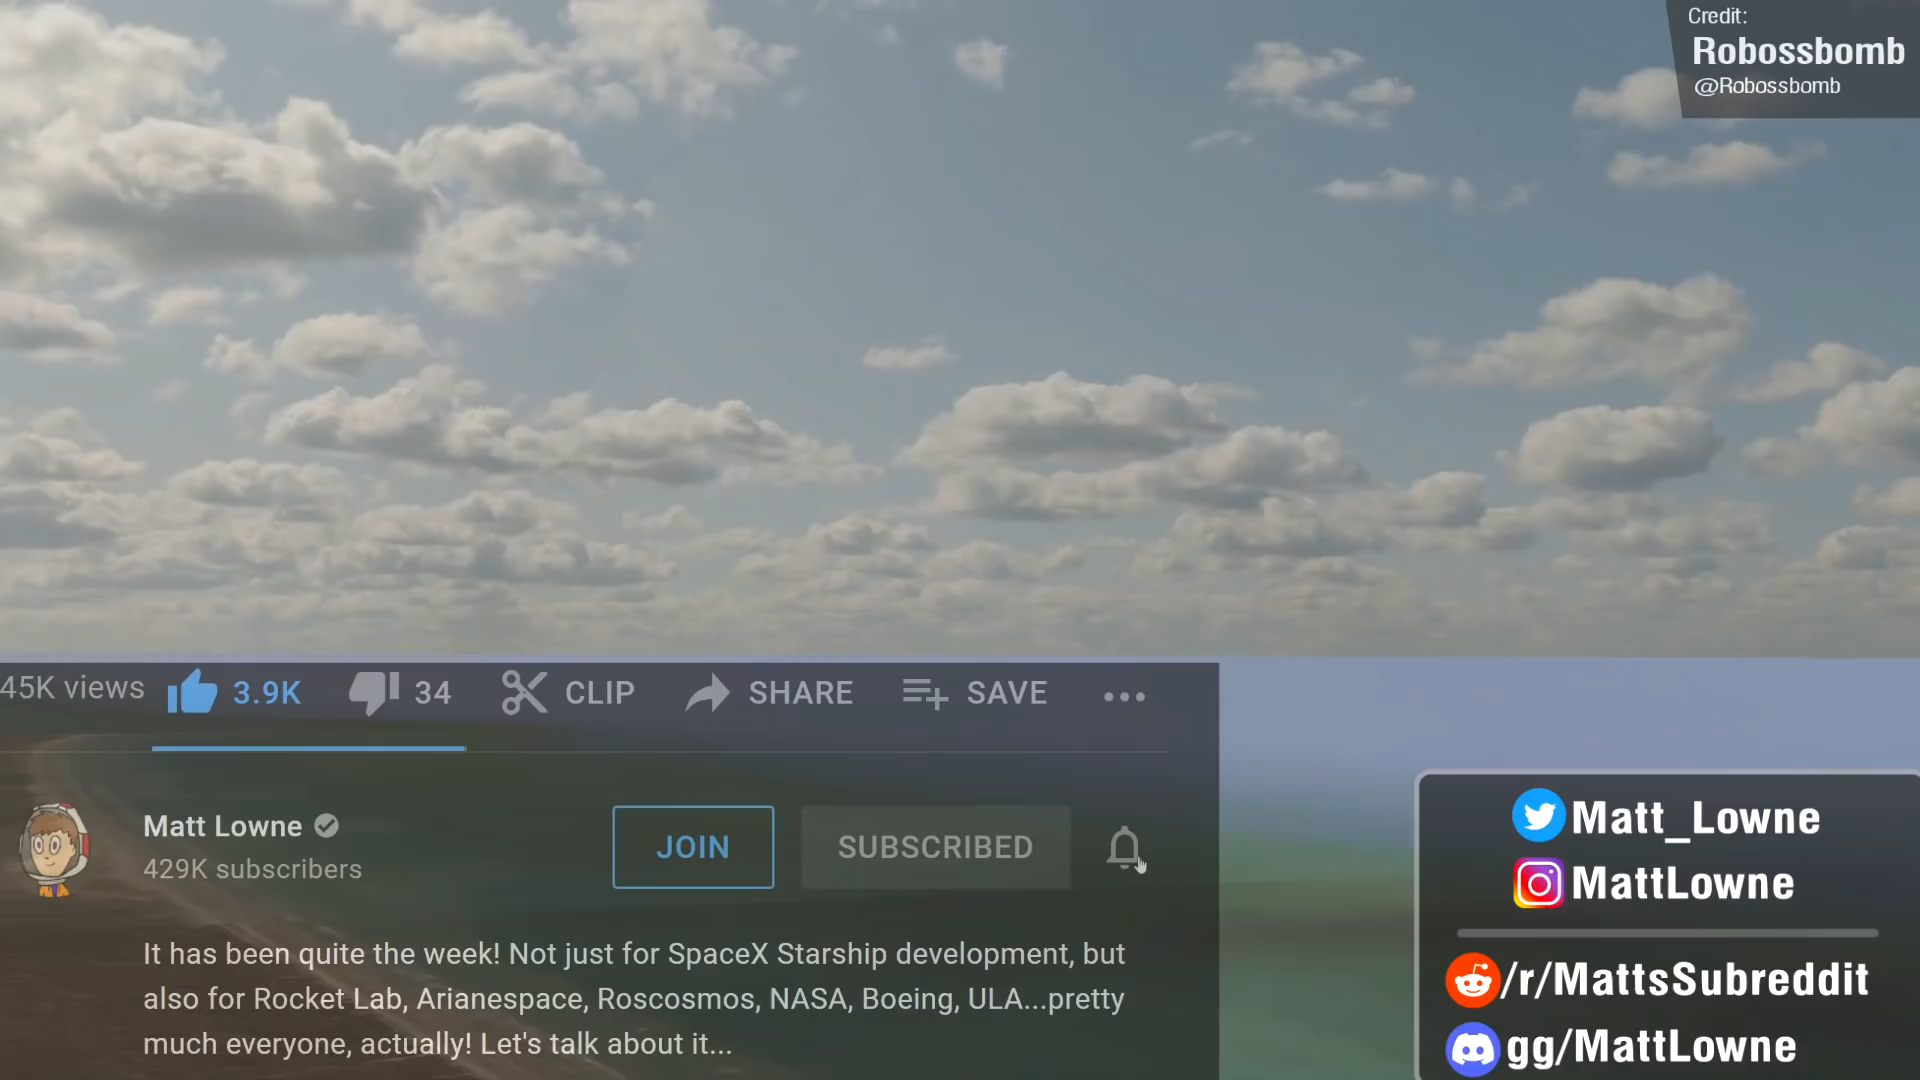 Credit:
Robossbomb
@Robossbomb
45K views
3.9K
34
CLIP
SHARE
SAVE
Matt Lowne
429K subscribers
JOIN
SUBSCRIBED
It has been quite the week! Not just for SpaceX Starship development, but
also for Rocket Lab, Arianespace, Roscosmos, NASA, Boeing, ULA...pretty
much everyone, actually! Let's talk about it...
Matt_Lowne
MattLowne
/r/MattsSubreddit
gg/MattLowne